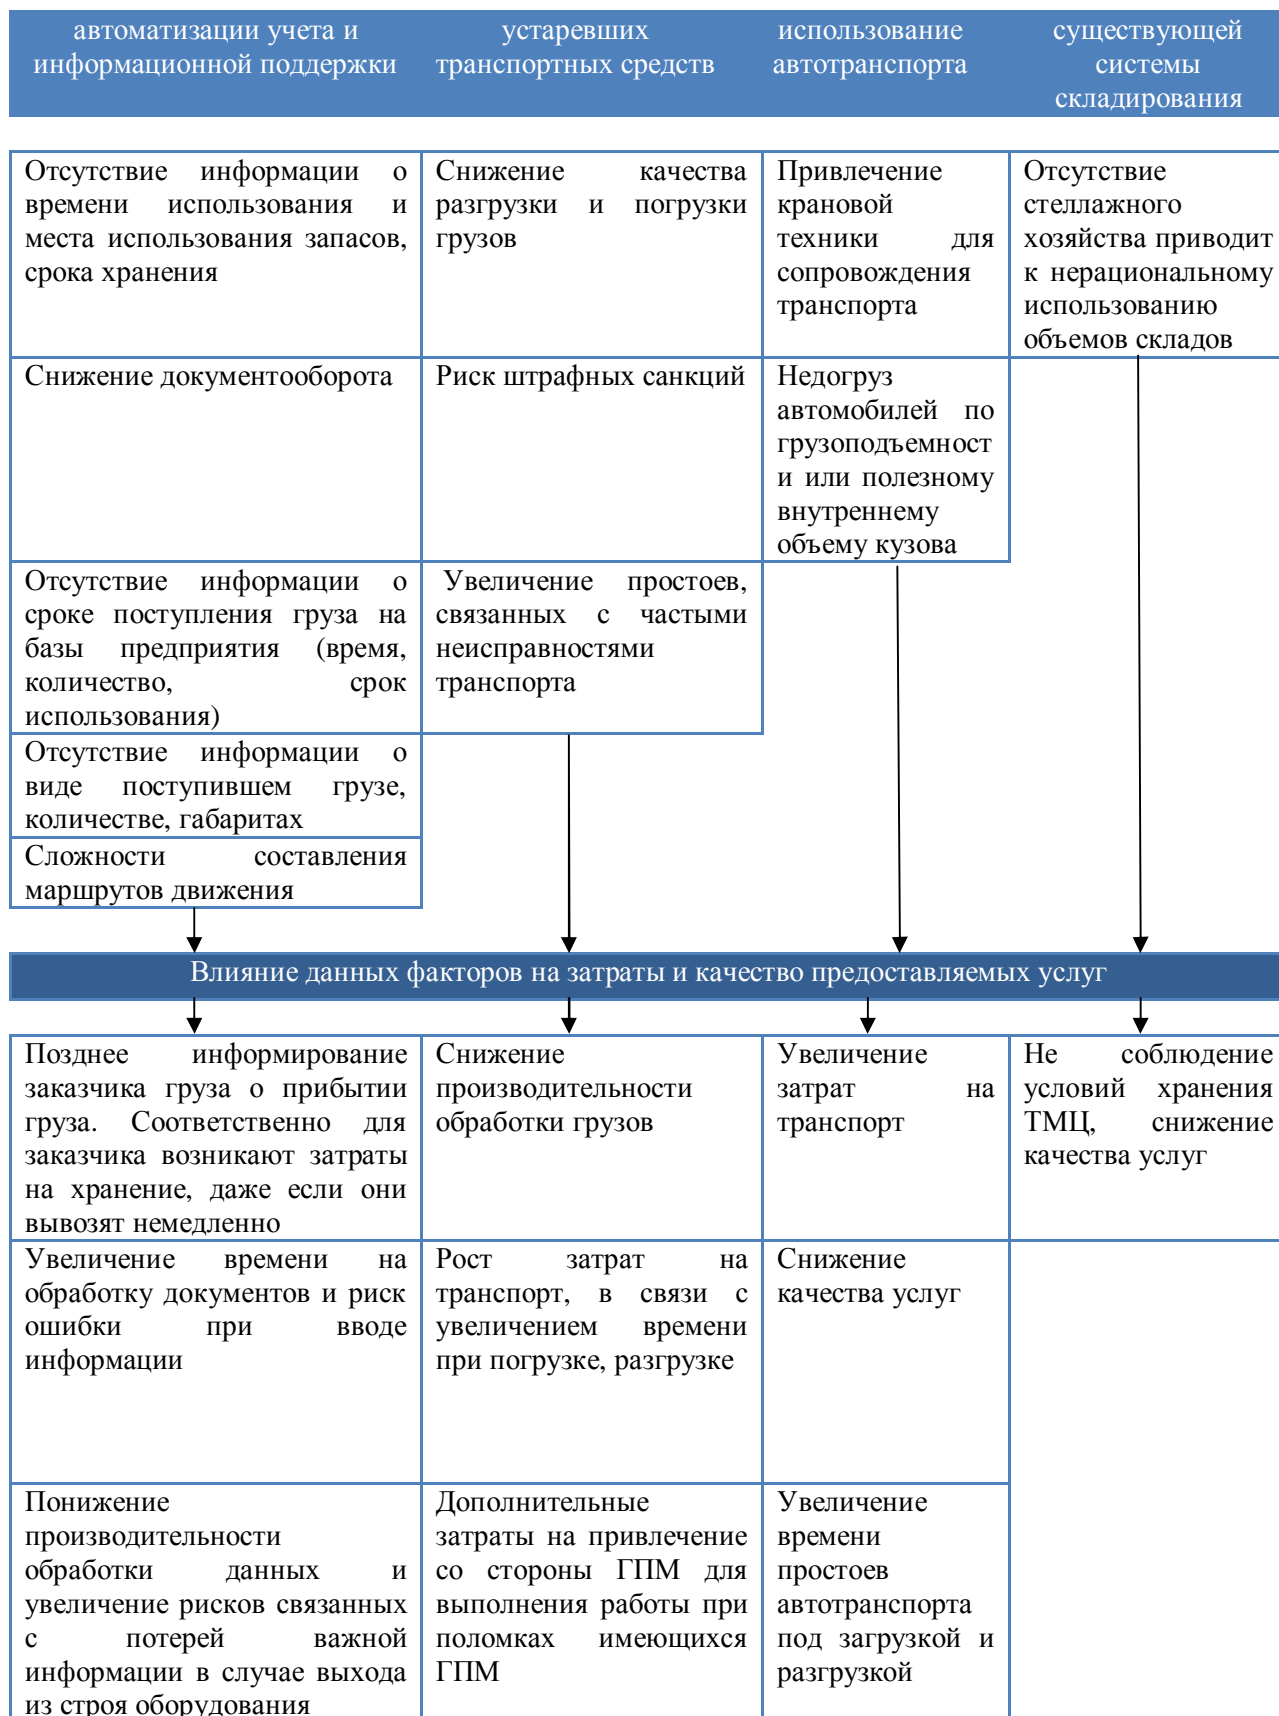 автоматизации учета и
информационной поддержки
устаревших
транспортных средств
использование
автотранспорта
существующей
системы
складирования
Отсутствие информации о
времени использования и
места использования запасов,
срока хранения
Снижение качества
разгрузки и погрузки
грузов
Привлечение
крановой
техники для
сопровождения
транспорта
Отсутствие
стеллажного
хозяйства приводит
к нерациональному
использованию
объемов складов
Снижение документооборота
Риск штрафных санкций
Недогруз
автомобилей по
грузоподъемност
и или полезному
внутреннему
объему кузова
Отсутствие информации о
сроке поступления груза на
базы предприятия (время,
количество, срок
использования)
Увеличение простоев,
связанных с частыми
неисправностями
транспорта
Отсутствие информации о
виде поступившем грузе,
количестве, габаритах
Сложности составления
маршрутов движения
Влияние данных факторов на затраты и качество предоставляемых услуг
Позднее информирование
заказчика груза о прибытии
груза. Соответственно для
заказчика возникают затраты
на хранение, даже если они
вывозят немедленно
Снижение
производительности
обработки грузов
Увеличение
затрат на
транспорт
Не соблюдение
условий хранения
ТМЦ, снижение
качества услуг
Увеличение времени на
обработку документов и риск
ошибки при вводе
информации
Рост затрат на
транспорт, в связи с
увеличением времени
при погрузке, разгрузке
Снижение
качества услуг
Понижение
производительности
обработки данных и
увеличение рисков связанных
с потерей важной
информации в случае выхода
из строя оборудования
Дополнительные
затраты на привлечение
со стороны ГПМ для
выполнения работы при
поломках имеющихся
ГПМ
Увеличение
времени
простоев
автотранспорта
под загрузкой и
разгрузкой